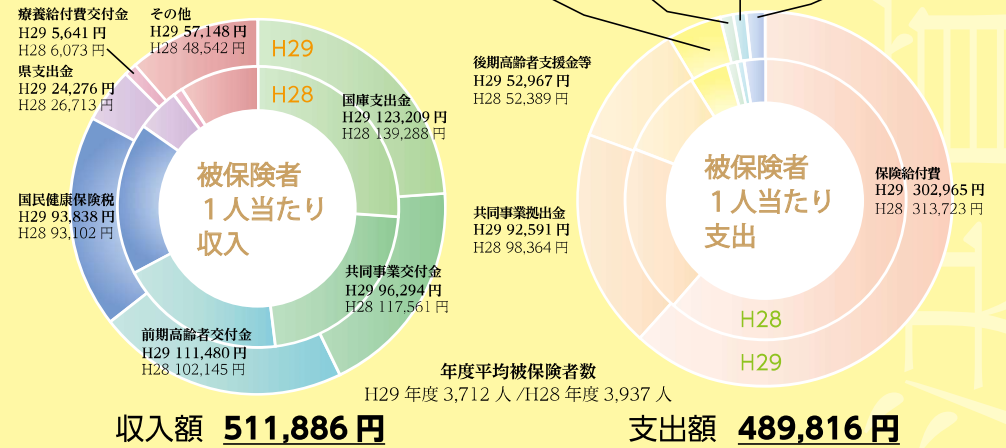 療養給付費交付金
H29 5,641 円
H28 6,073 円
その他
H29 57,148 円
H28 48,542 円
県支出金
H29 24,276 円
H28 26,713 円
国民健康保険税
H29 93,838 円
H28 93,102 円
H29
H28
国庫支出金
H29 123,209 円
H28 139,288 円
被保険者
１人当たり
収入
共同事業交付金
H29 96,294 円
H28 117,561 円
前期高齢者交付金
H29 111,480 円
H28 102,145 円
収入額 511,886 円
後期高齢者支援金等
H29 52,967 円
H28 52,389 円
共同事業拠出金
H29 92,591 円
H28 98,364 円
被保険者
１人当たり
支出
保険給付費
H29 302,965 円
H28 313,723 円
H28
H29
年度平均被保険者数
H29 年度 3,712 人 /H28 年度 3,937 人
支出額 489,816 円